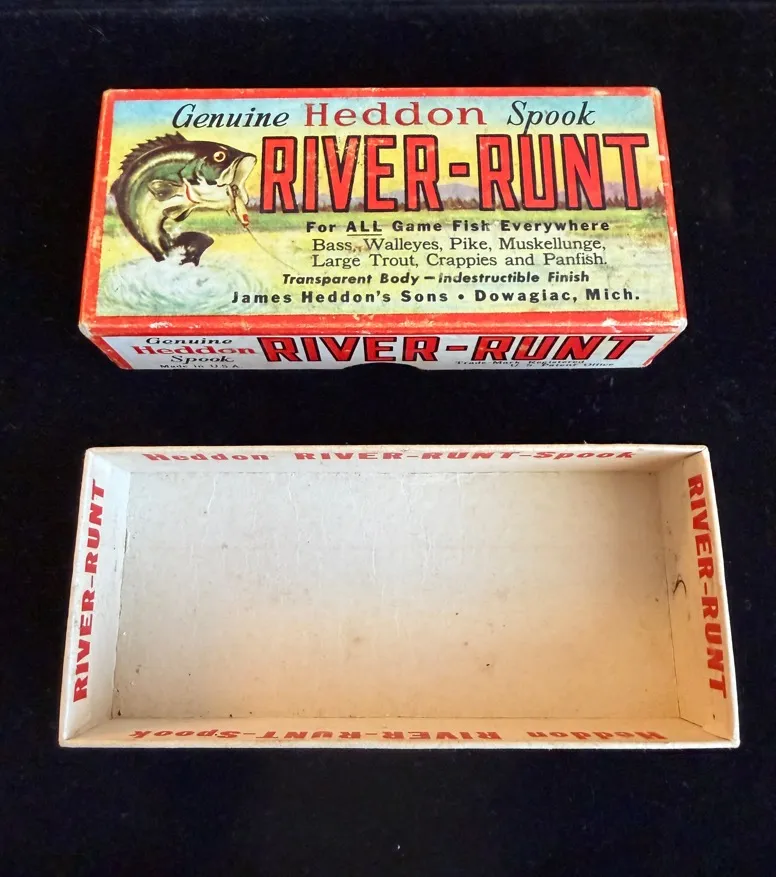 Genuine Heddon Spook
RIVER-RUNT
For ALL Game Fish Everywhere
Bass, Walleyes, Pike, Muskellunge,
Large Trout, Crappies and Panfish.
Transparent Body - Indestructible Finish
James Heddon's Sons • Dowagiac, Mich.
Genuine
Heddon
Spook
Made in U.S.A.
RIVER-RUNT
Trade Mark Registered
U. S. Patent Office
Heddon RIVER-RUNT-Spook
RIVER-RUNT
RIVER-RUNT
Heddon RIVER-RUNT-Spook